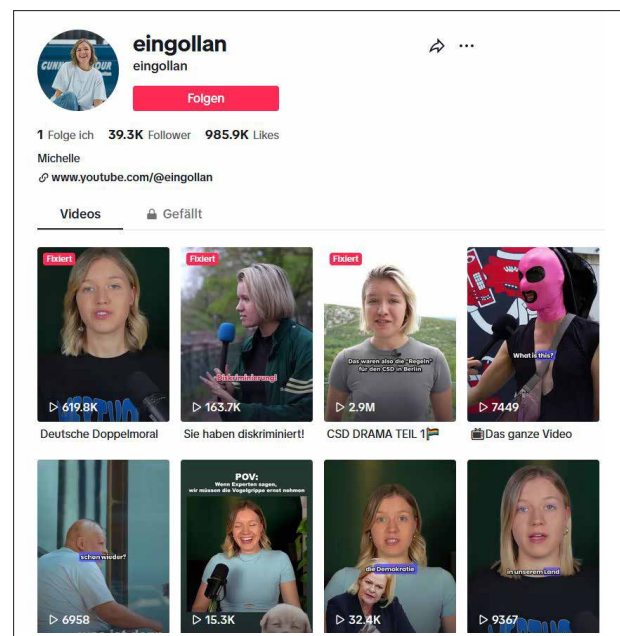 eingollan
eingollan
Folgen
1 Folge ich 39.3K Follower 985.9K Likes
Michelle
www.youtube.com/@eingollan
Videos Gefällt
Fixiert
Fixiert
Fixiert
Diskriminierung!
Das waren also die "Regeln"
für den CSD in Berlin
What is this?
619.8K
163.7K
2.9M
7449
Deutsche Doppelmoral
Sie haben diskriminiert!
CSD DRAMA TEIL 1
Das ganze Video
schon wieder?
POV:
Wenn Experten sagen,
wir müssen die Vogelgrippe ernst nehmen
die Demokratie
in unserem Land
6958
15.3K
32.4K
9367